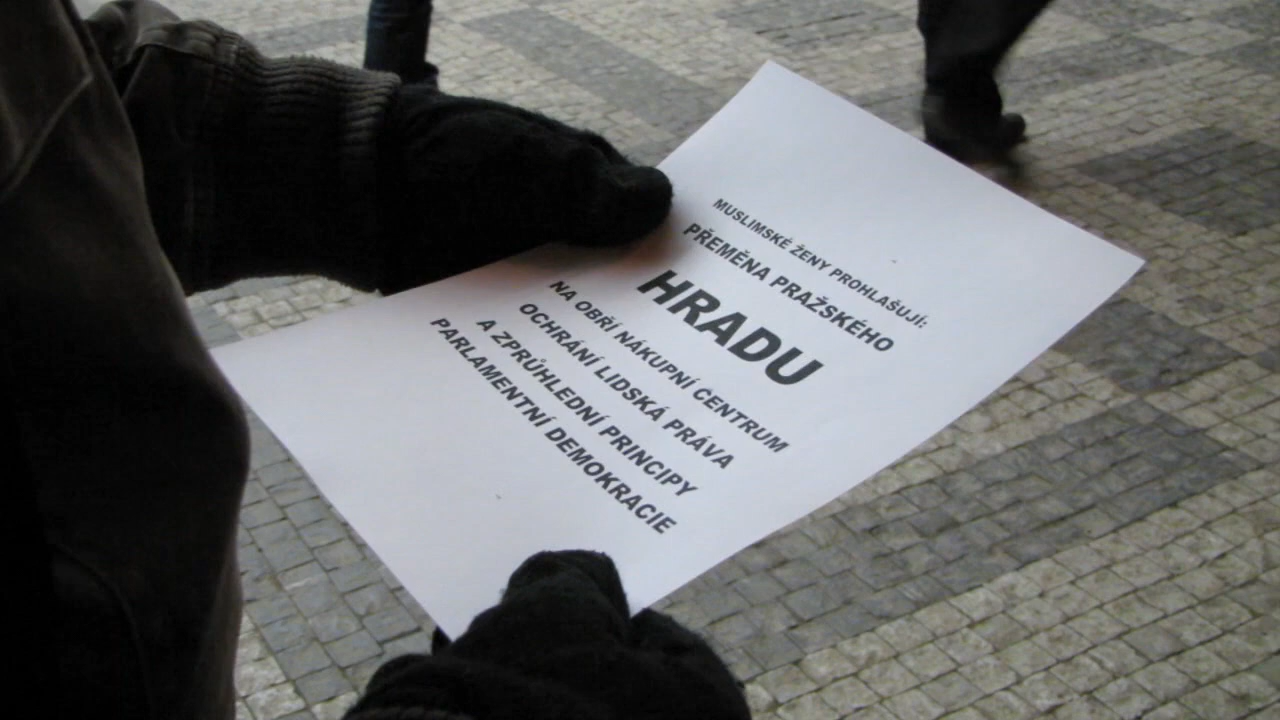 MUSLIMSKÉ ŽENY PROHLAŠUJÍ:
PŘEMĚNA PRAŽSKÉHO
HRADU
NA OBŘÍ NÁKUPNÍ CENTRUM
OCHRÁNÍ LIDSKÁ PRÁVA
A ZPRŮHLEDNÍ PRINCIPY
PARLAMENTNÍ DEMOKRACIE